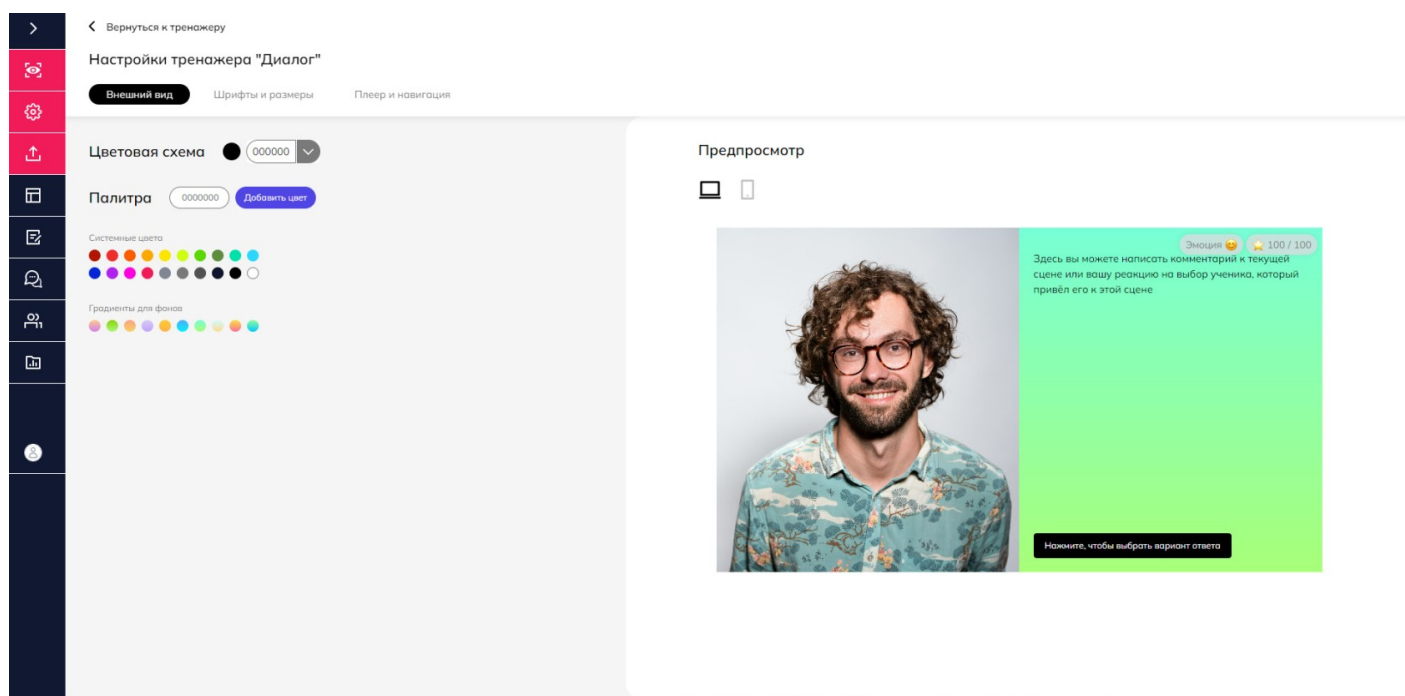 Вернуться к тренажеру
Настройки тренажера "Диалог"
Внешний вид
Шрифты и размеры
Плеер и навигация
Цветовая схема
000000
Палитра
0000000
Добавить цвет
Системные цвета
Градиенты для фонов
Предпросмотр
Эмоция 😊
⭐ 100 / 100
Здесь вы можете написать комментарий к текущей
сцене или вашу реакцию на выбор ученика, который
привёл его к этой сцене
Нажмите, чтобы выбрать вариант ответа